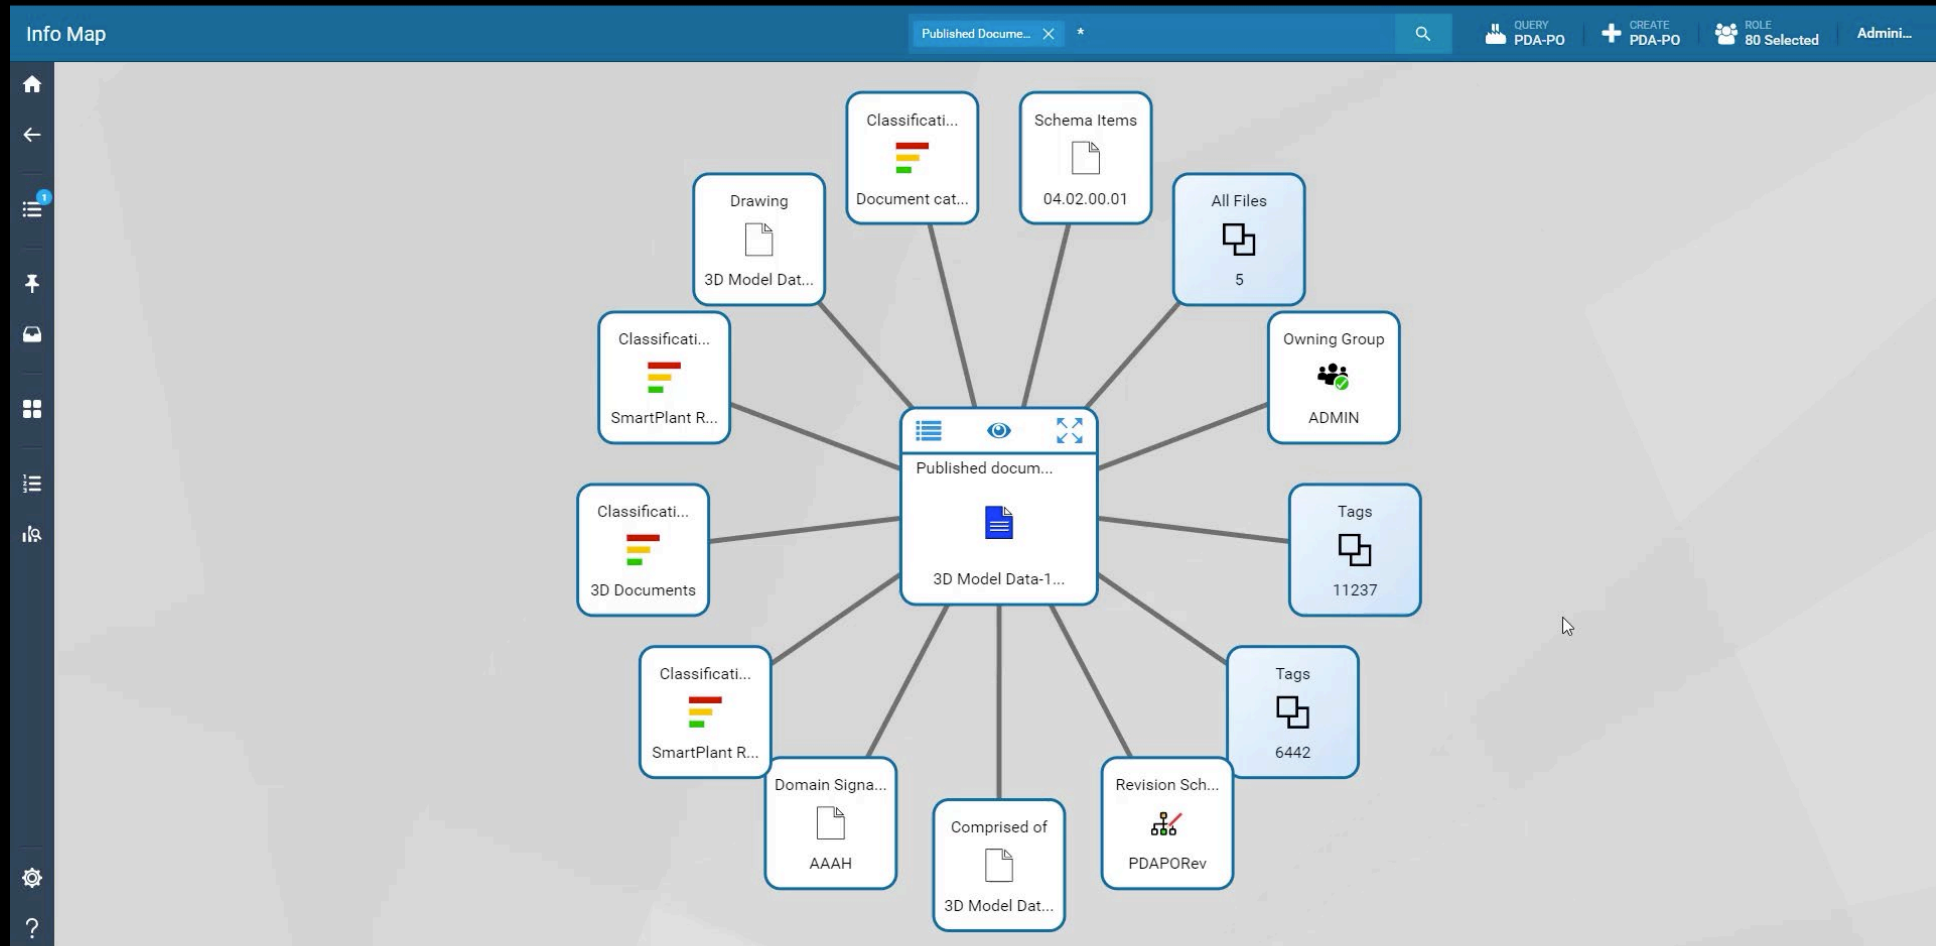 Info Map
Published Docume... *
QUERY
PDA-PO
CREATE
PDA-PO
ROLE
80 Selected
Admini...
1
Classificati...
Document cat...
Schema Items
04.02.00.01
Drawing
3D Model Dat...
All Files
5
Classificati...
SmartPlant R...
Owning Group
ADMIN
Published docum...
3D Model Data-1...
Classificati...
3D Documents
Tags
11237
Classificati...
SmartPlant R...
Tags
6442
Domain Signa...
AAAH
Comprised of
3D Model Dat...
Revision Sch...
PDAPORev
?